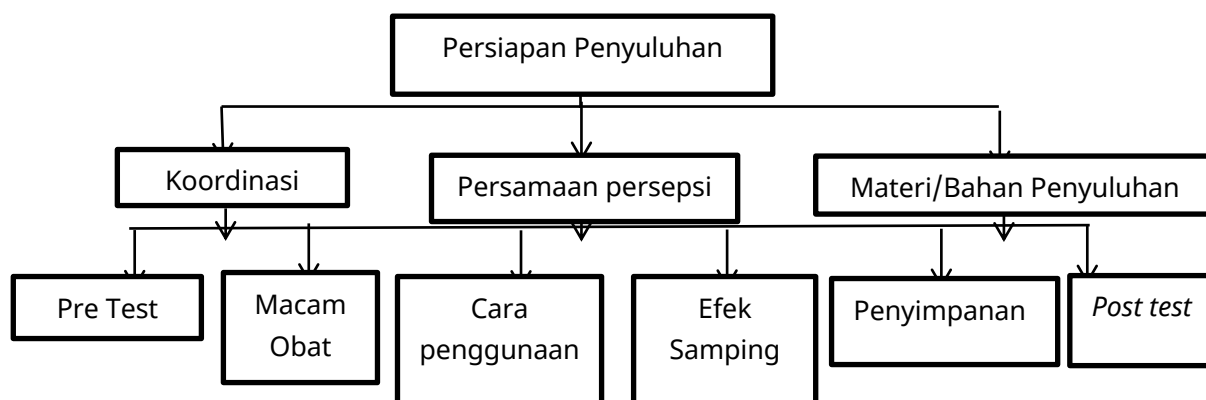 Persiapan Penyuluhan
Koordinasi
Persamaan persepsi
Materi/Bahan Penyuluhan
Pre Test
Macam
Obat
Cara
penggunaan
Efek
Samping
Penyimpanan
Post test